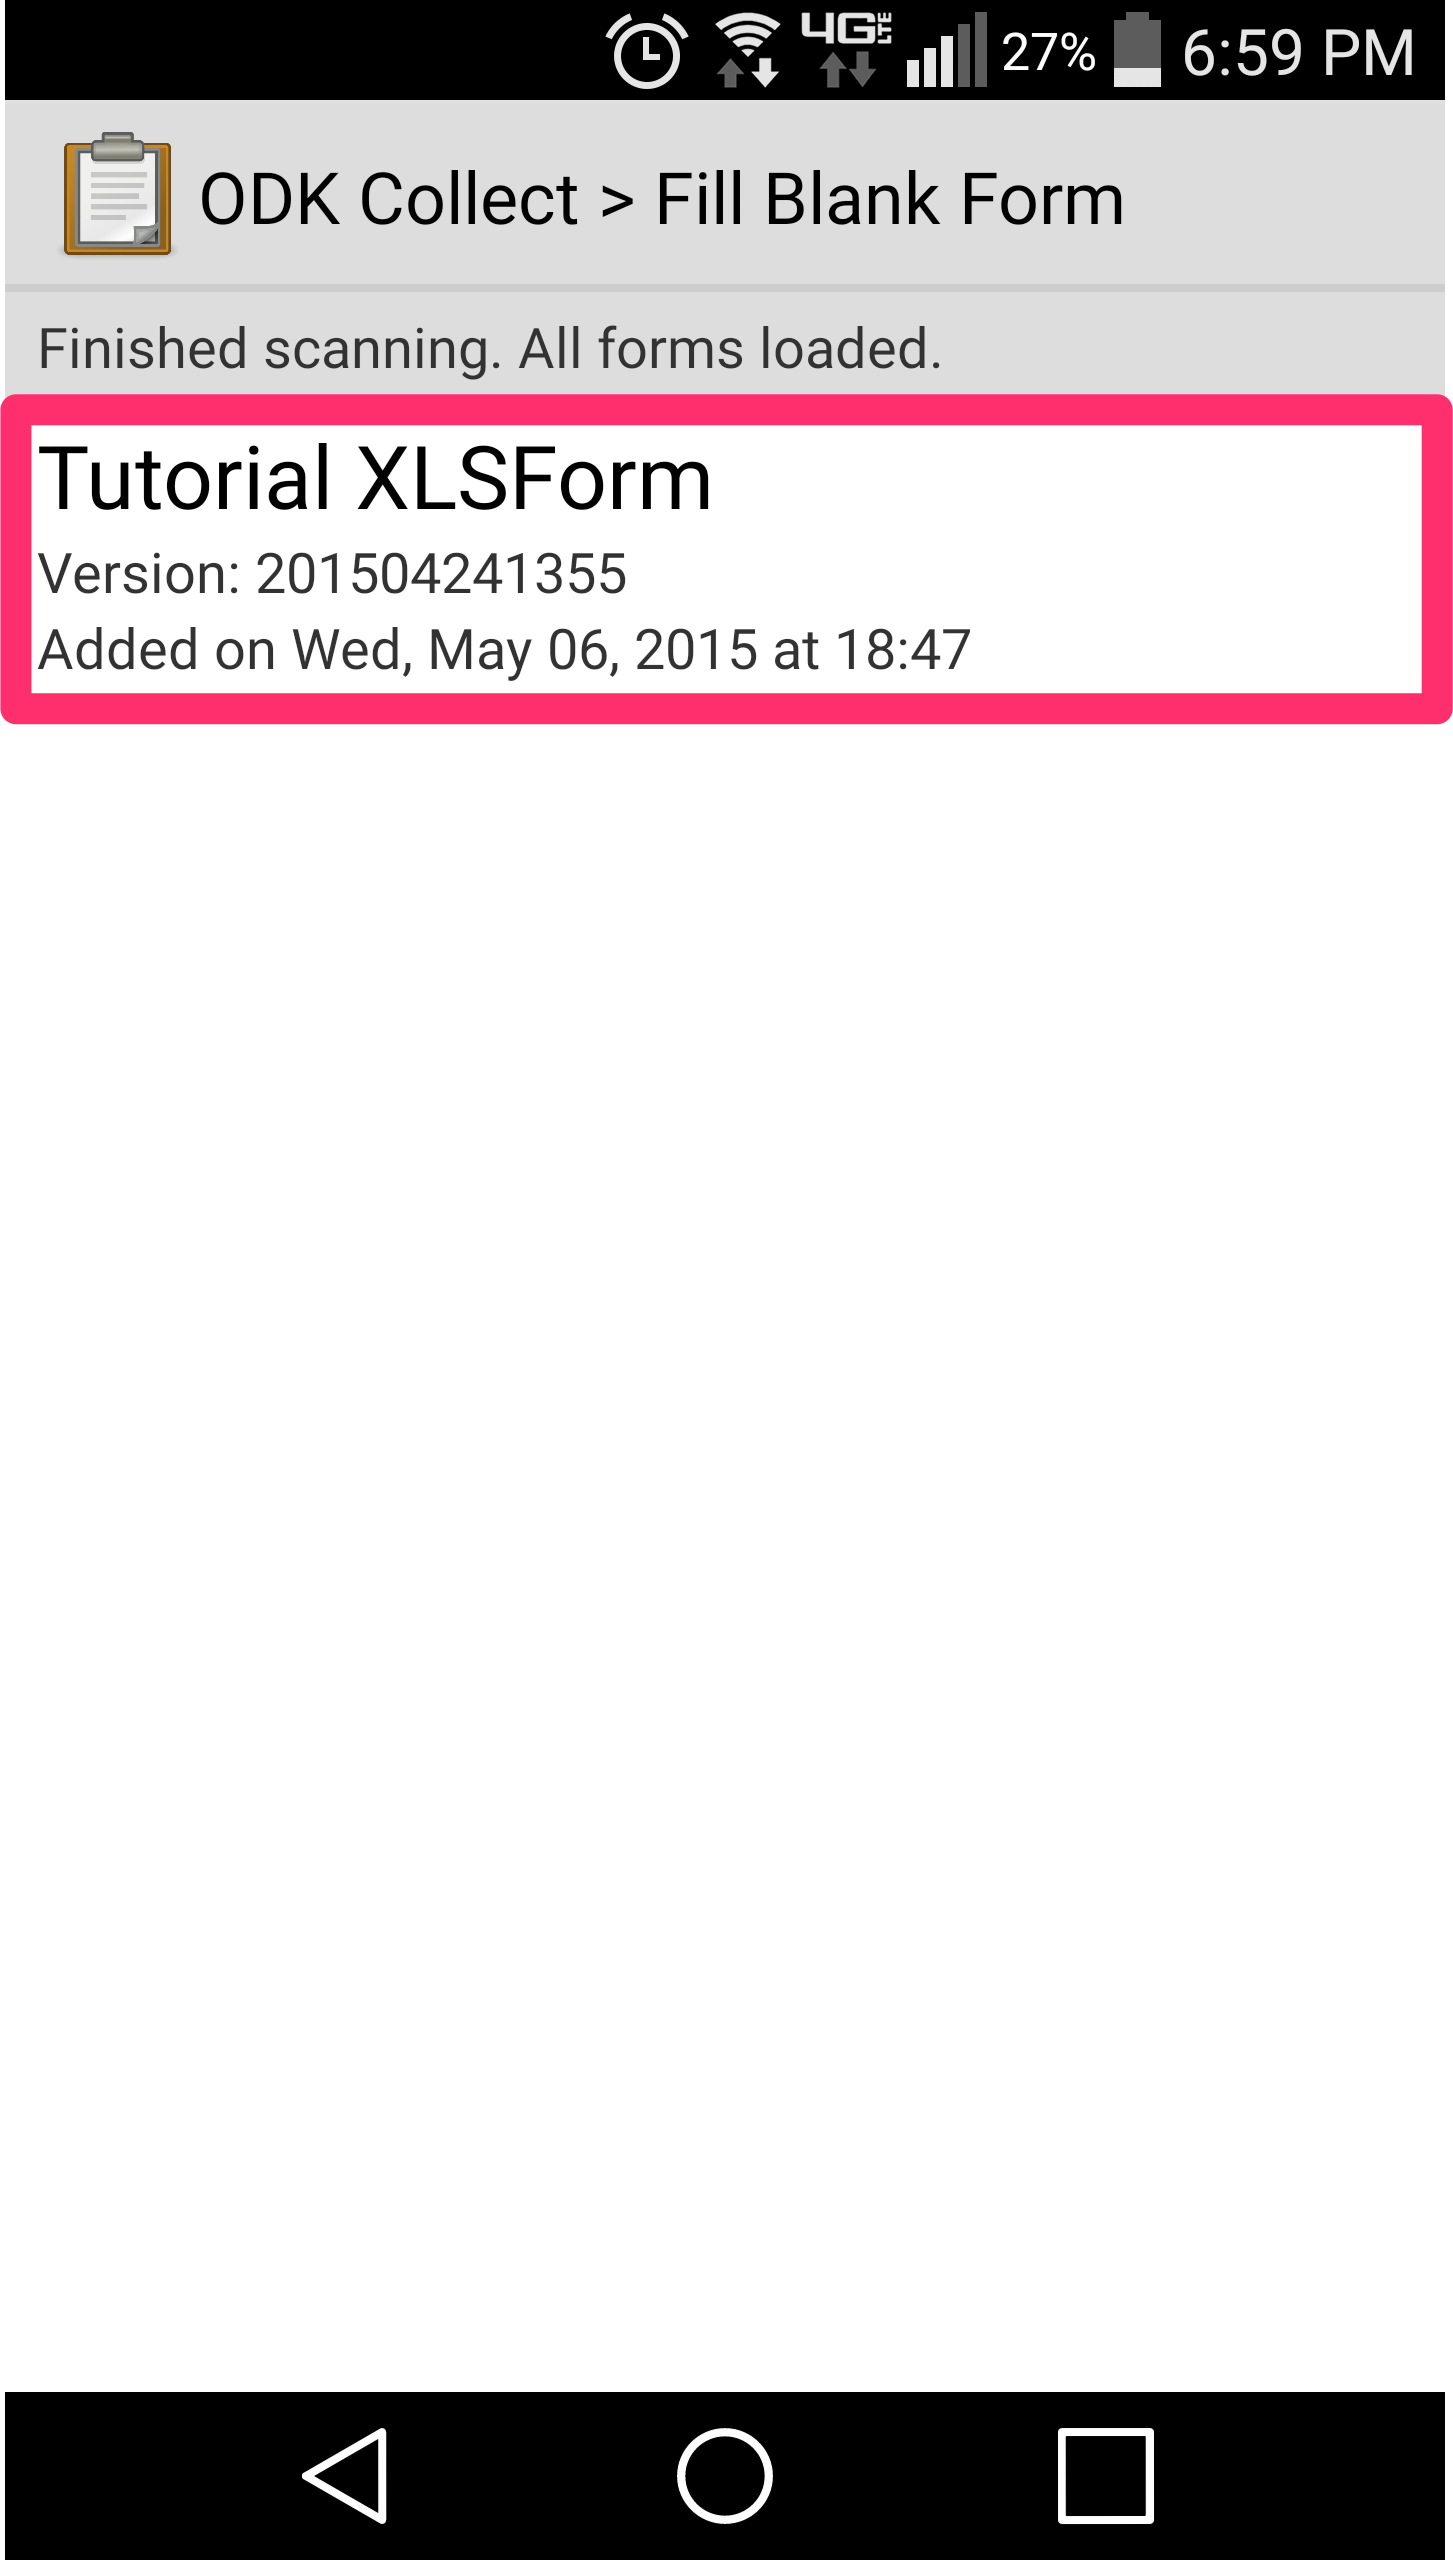 4G LTE 27% 6:59 PM
ODK Collect > Fill Blank Form
Finished scanning. All forms loaded.
Tutorial XLSForm
Version: 201504241355
Added on Wed, May 06, 2015 at 18:47